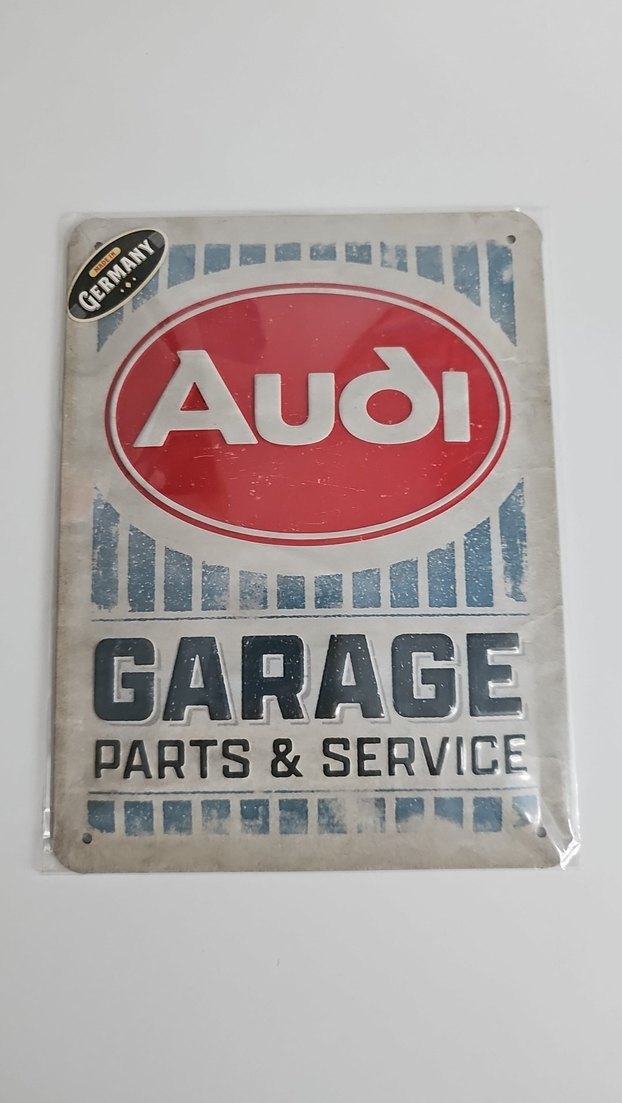 MADE IN
GERMANY
Audi
GARAGE
PARTS & SERVICE